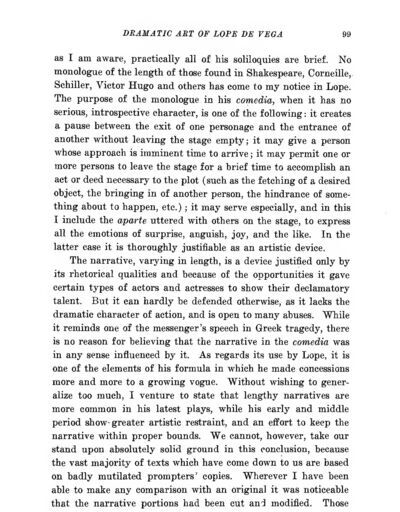 DRAMATIC ART OF LOPE DE VEGA 99
as I am aware, practically all of his soliloquies are brief. No
monologue of the length of those found in Shakespeare, Corneille,
Schiller, Victor Hugo and others has come to my notice in Lope.
The purpose of the monologue in his comedia, when it has no
serious, introspective character, is one of the following: it creates
a pause between the exit of one personage and the entrance of
another without leaving the stage empty; it may give a person
whose approach is imminent time to arrive; it may permit one or
more persons to leave the stage for a brief time to accomplish an
act or deed necessary to the plot (such as the fetching of a desired
object, the bringing in of another person, the hindrance of some-
thing about to happen, etc.); it may serve especially, and in this
I include the aparte uttered with others on the stage, to express
all the emotions of surprise, anguish, joy, and the like. In the
latter case it is thoroughly justifiable as an artistic device.
The narrative, varying in length, is a device justified only by
its rhetorical qualities and because of the opportunities it gave
certain types of actors and actresses to show their declamatory
talent. But it can hardly be defended otherwise, as it lacks the
dramatic character of action, and is open to many abuses. While
it reminds one of the messenger's speech in Greek tragedy, there
is no reason for believing that the narrative in the comedia was
in any sense influenced by it. As regards its use by Lope, it is
one of the elements of his formula in which he made concessions
more and more to a growing vogue. Without wishing to gener-
alize too much, I venture to state that lengthy narratives are
more common in his latest plays, while his early and middle
period show greater artistic restraint, and an effort to keep the
narrative within proper bounds. We cannot, however, take our
stand upon absolutely solid ground in this conclusion, because
the vast majority of texts which have come down to us are based
on badly mutilated prompters' copies. Wherever I have been
able to make any comparison with an original it was noticeable
that the narrative portions had been cut and modified. Those